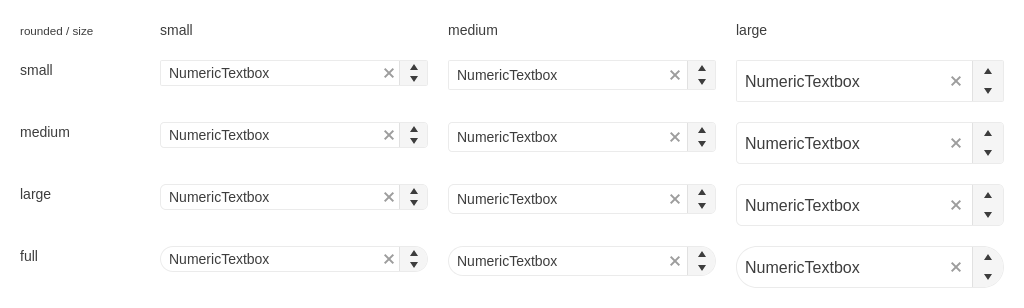 rounded / size small medium large
small NumericTextbox NumericTextbox NumericTextbox
medium NumericTextbox NumericTextbox NumericTextbox
large NumericTextbox NumericTextbox NumericTextbox
full NumericTextbox NumericTextbox NumericTextbox